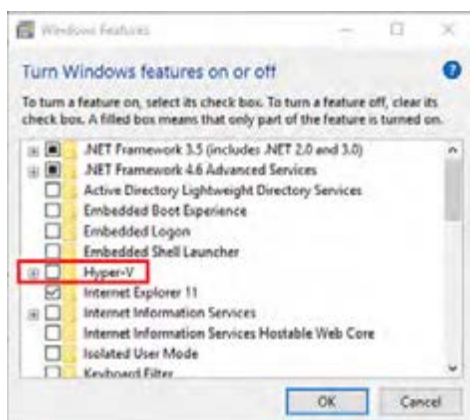 Windows Features
Turn Windows features on or off
To turn a feature on, select its check box. To turn a feature off, clear its
check box. A filled box means that only part of the feature is turned on.
.NET Framework 3.5 (includes .NET 2.0 and 3.0)
.NET Framework 4.6 Advanced Services
Active Directory Lightweight Directory Services
Embedded Boot Experience
Embedded Logon
Embedded Shell Launcher
Hyper-V
Internet Explorer 11
Internet Information Services
Internet Information Services Hostable Web Core
Isolated User Mode
Keyboard Filter
OK Cancel